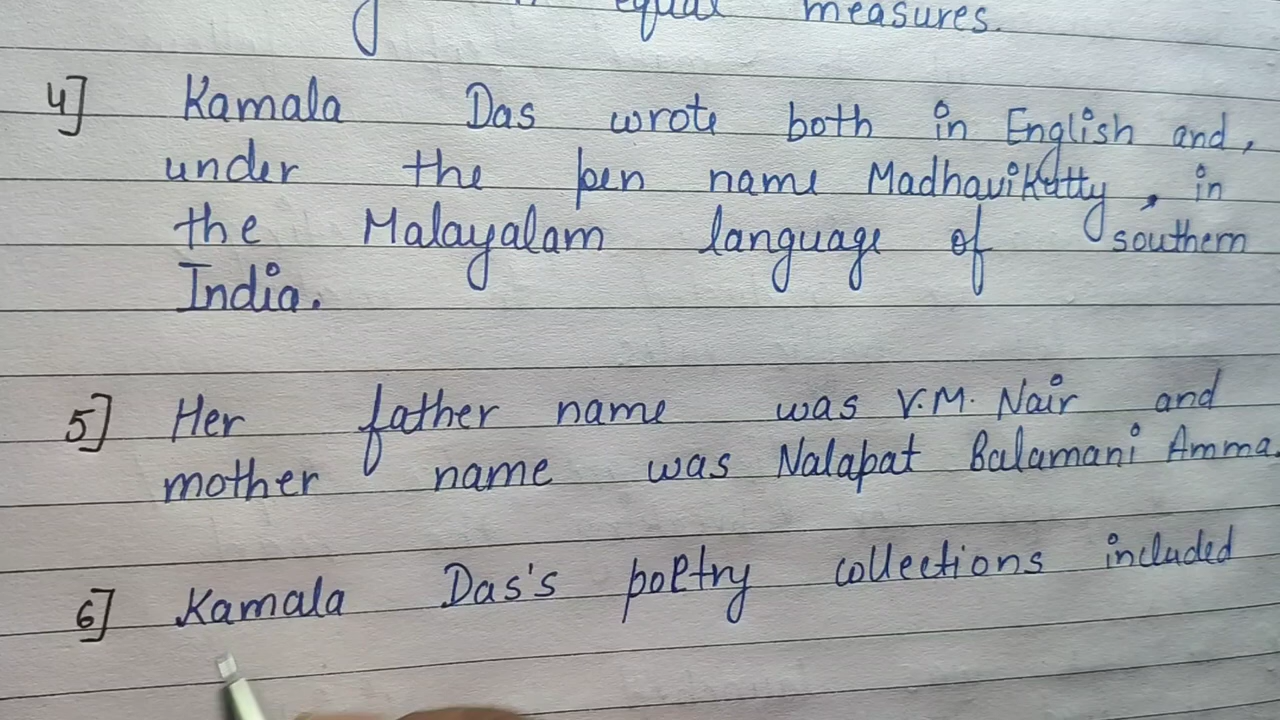 equal measures.
4] Kamala Das wrote both in English and,
under the pen name Madhavikutty, in
the Malayalam language of southern
India.
5] Her father name was V.M. Nair and
mother name was Nalapat Balamani Amma.
6] Kamala Das's poetry collections included